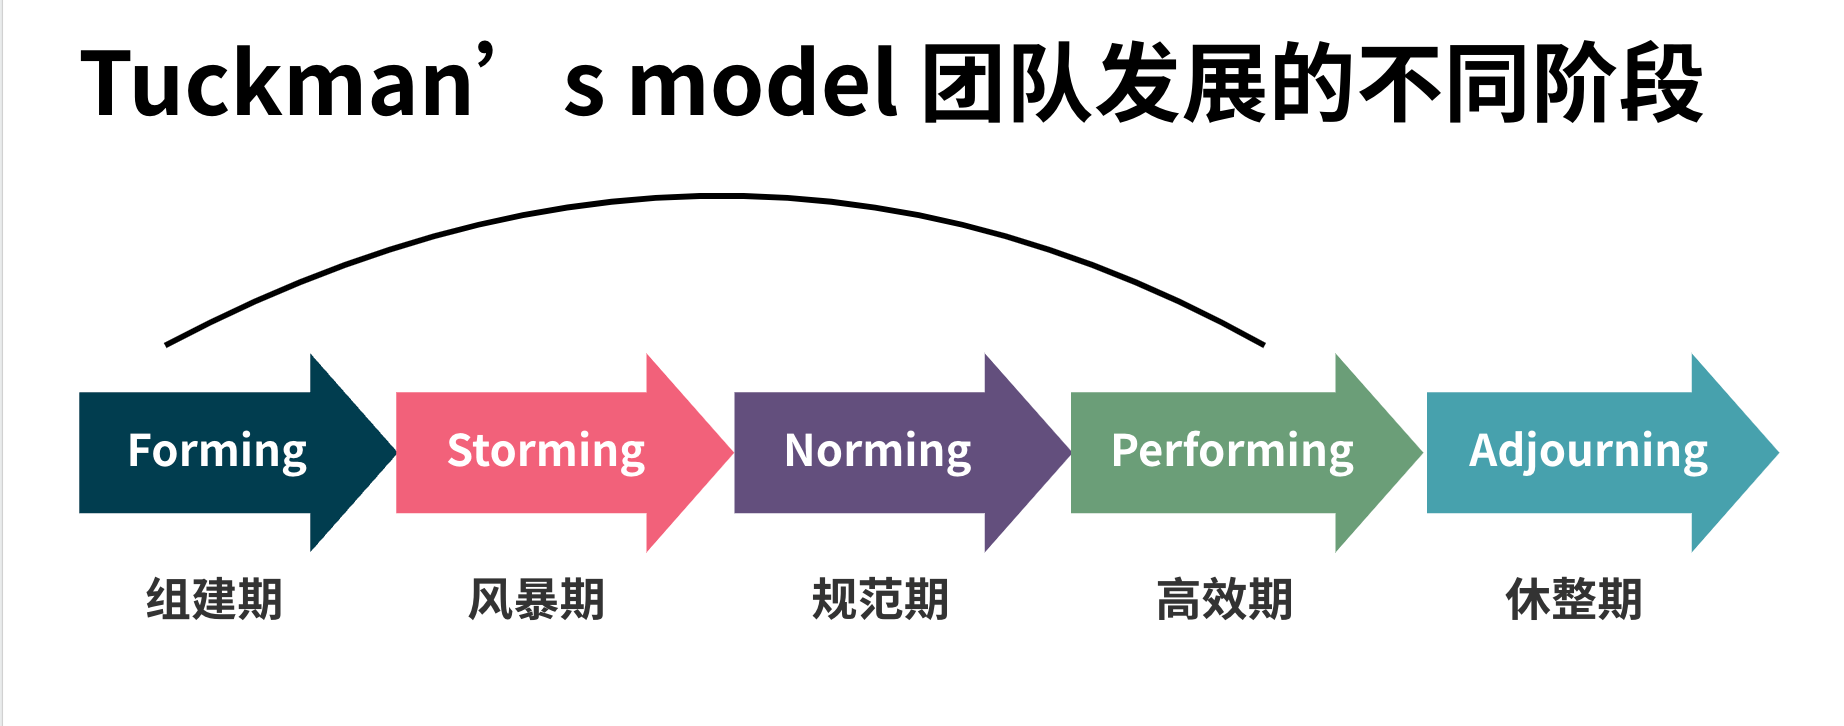 Tuckman’s model 团队发展的不同阶段
Forming
Storming
Norming
Performing
Adjourning
组建期
风暴期
规范期
高效期
休整期